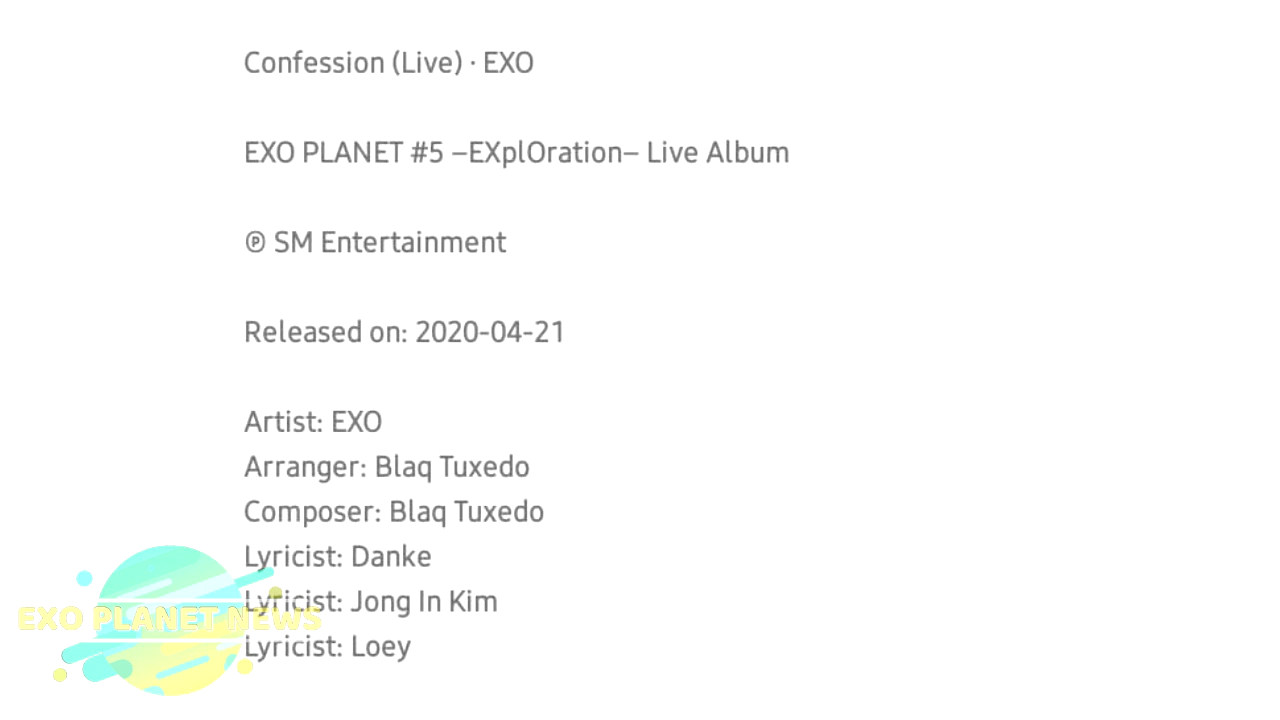 Confession (Live) · EXO
EXO PLANET #5 –EXplOration– Live Album
℗ SM Entertainment
Released on: 2020-04-21
Artist: EXO
Arranger: Blaq Tuxedo
Composer: Blaq Tuxedo
Lyricist: Danke
Lyricist: Jong In Kim
EXO PLANET NEWS
Lyricist: Loey